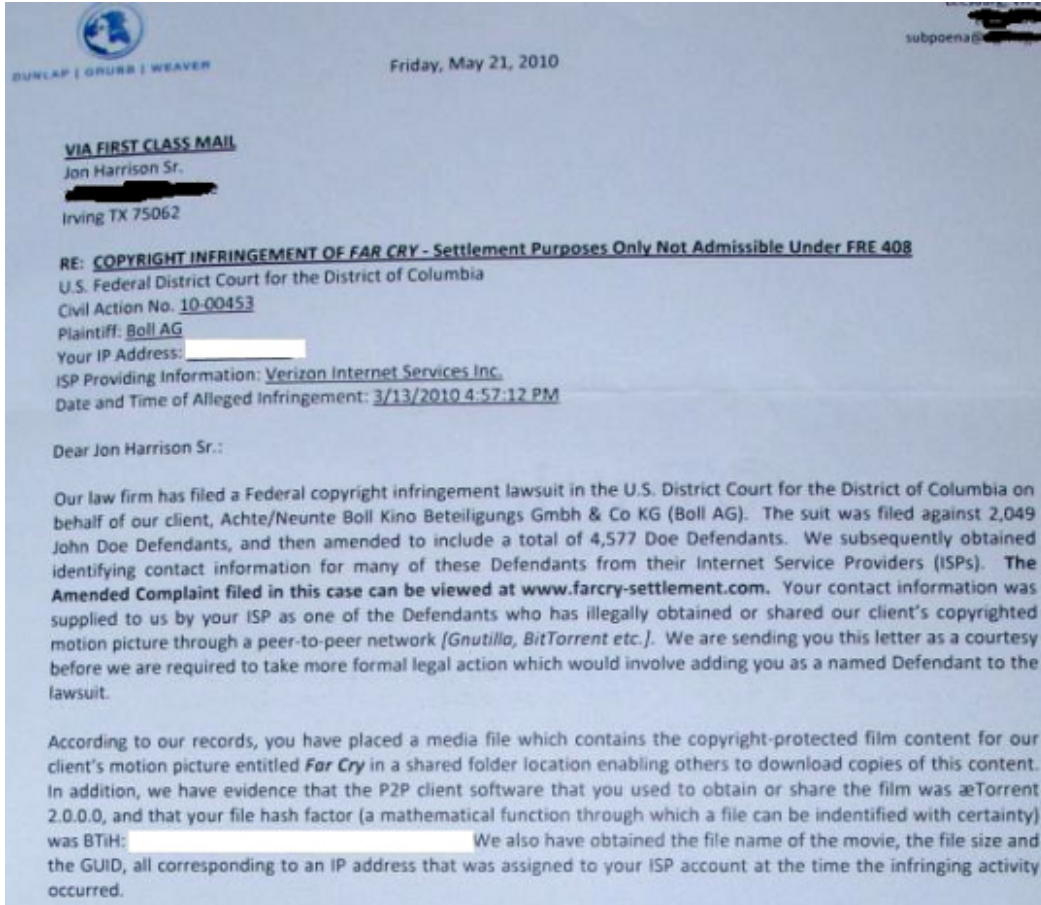 DUNLAP | GRUBB | WEAVER
subpoena@
Friday, May 21, 2010
VIA FIRST CLASS MAIL
Jon Harrison Sr.
Irving TX 75062
RE: COPYRIGHT INFRINGEMENT OF FAR CRY - Settlement Purposes Only Not Admissible Under FRE 408
U.S. Federal District Court for the District of Columbia
Civil Action No. 10-00453
Plaintiff: Boll AG
Your IP Address:
ISP Providing Information: Verizon Internet Services Inc.
Date and Time of Alleged Infringement: 3/13/2010 4:57:12 PM
Dear Jon Harrison Sr.:
Our law firm has filed a Federal copyright infringement lawsuit in the U.S. District Court for the District of Columbia on
behalf of our client, Achte/Neunte Boll Kino Beteiligungs Gmbh & Co KG (Boll AG). The suit was filed against 2,049
John Doe Defendants, and then amended to include a total of 4,577 Doe Defendants. We subsequently obtained
identifying contact information for many of these Defendants from their Internet Service Providers (ISPs). The
Amended Complaint filed in this case can be viewed at www.farcry-settlement.com. Your contact information was
supplied to us by your ISP as one of the Defendants who has illegally obtained or shared our client's copyrighted
motion picture through a peer-to-peer network [Gnutilla, BitTorrent etc.]. We are sending you this letter as a courtesy
before we are required to take more formal legal action which would involve adding you as a named Defendant to the
lawsuit.
According to our records, you have placed a media file which contains the copyright-protected film content for our
client's motion picture entitled Far Cry in a shared folder location enabling others to download copies of this content.
In addition, we have evidence that the P2P client software that you used to obtain or share the film was æTorrent
2.0.0.0, and that your file hash factor (a mathematical function through which a file can be indentified with certainty)
was BTiH: We also have obtained the file name of the movie, the file size and
the GUID, all corresponding to an IP address that was assigned to your ISP account at the time the infringing activity
occurred.